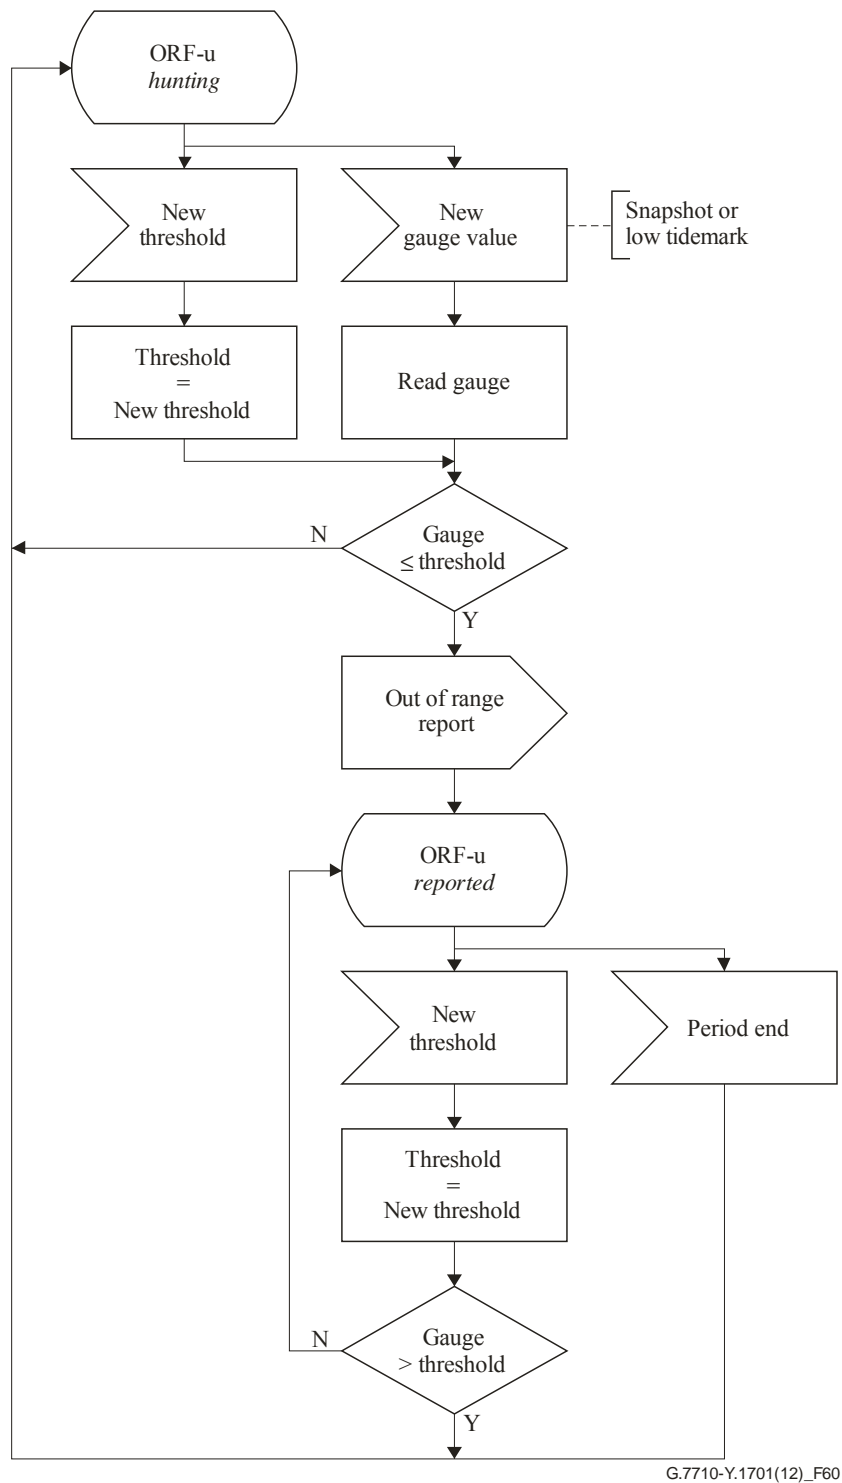 ORF-u
hunting
New
threshold
New
gauge value
Snapshot or
low tidemark
Threshold
=
New threshold
Read gauge
N
Gauge
≤ threshold
Y
Out of range
report
ORF-u
reported
New
threshold
Period end
Threshold
=
New threshold
N
Gauge
> threshold
Y
G.7710-Y.1701(12)_F60